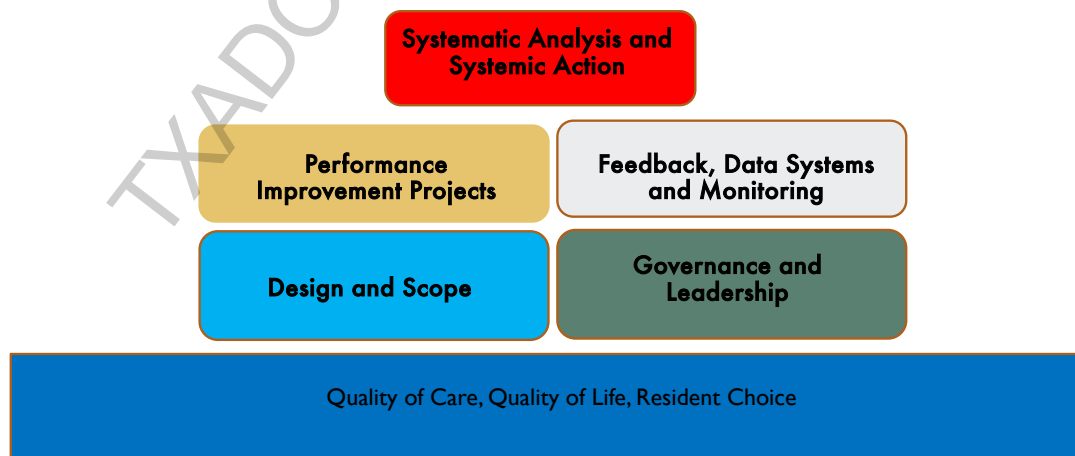 Systematic Analysis and
Systemic Action
Performance
Improvement Projects
Feedback, Data Systems
and Monitoring
Design and Scope
Governance and
Leadership
Quality of Care, Quality of Life, Resident Choice
TXADO